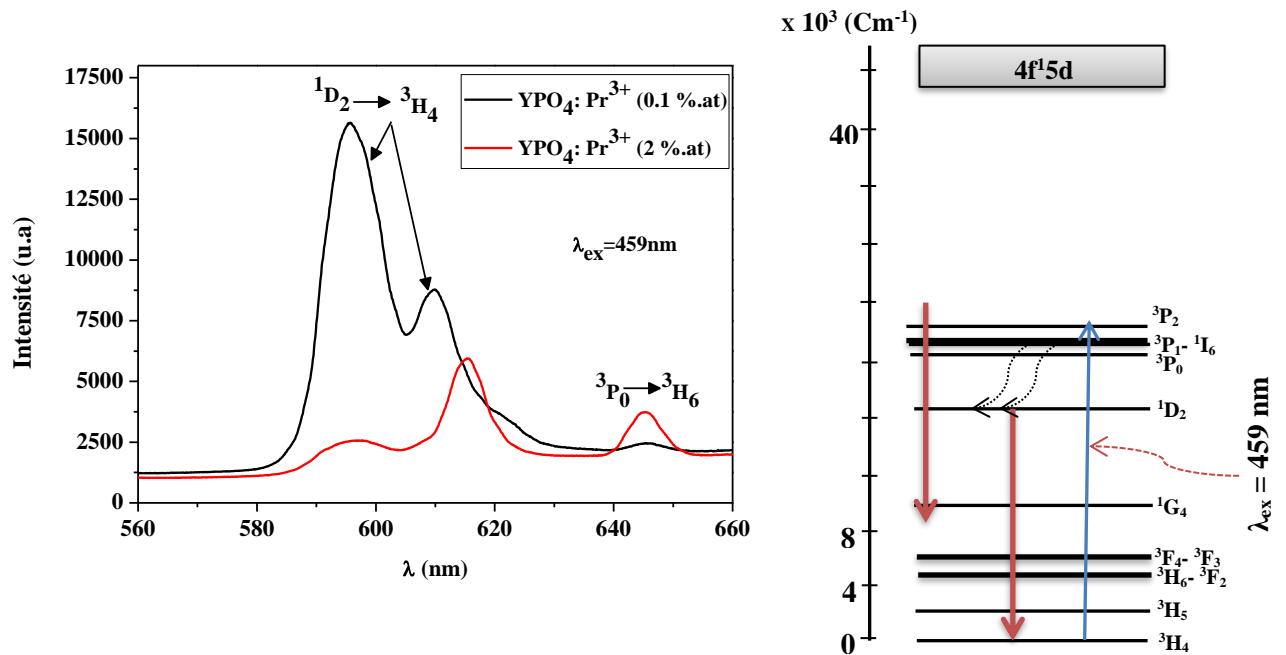 17500
15000
12500
10000
7500
5000
2500
0
560
580
600
620
640
660
λ (nm)
Intensité (u.a)
¹D₂ → ³H₄
YPO₄: Pr³⁺ (0.1 %.at)
YPO₄: Pr³⁺ (2 %.at)
λex=459nm
³P₀ → ³H₆
x 10³ (Cm⁻¹)
4f¹5d
40
8
4
0
³P₂
³P₁- ¹I₆
³P₀
¹D₂
¹G₄
³F₄- ³F₃
³H₆- ³F₂
³H₅
³H₄
λex = 459 nm